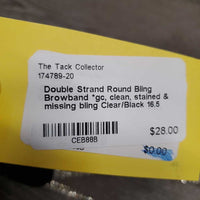 The Tack Collector
174789-20
Double Strand Round Bling
Browband *gc, clean, stained &
missing bling Clear/Black 16.5
$28.00
CEB88B
$0.00